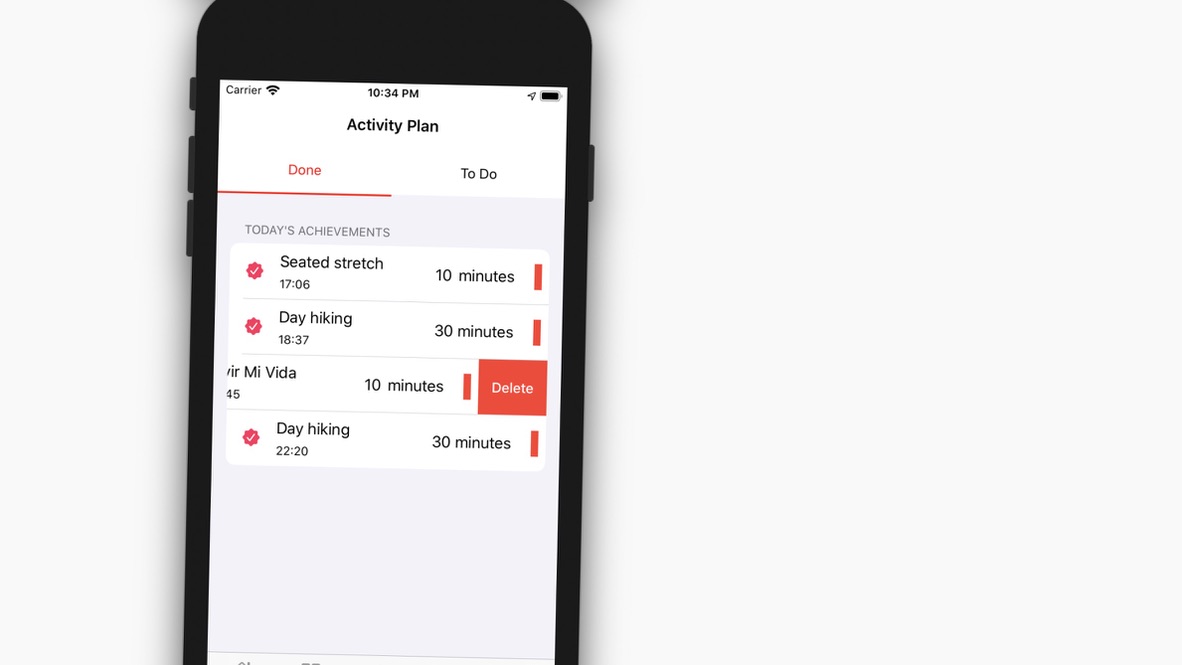 Carrier
10:34 PM
Activity Plan
Done
To Do
TODAY'S ACHIEVEMENTS
Seated stretch
10 minutes
17:06
Day hiking
30 minutes
18:37
vir Mi Vida
10 minutes
45
Delete
Day hiking
30 minutes
22:20